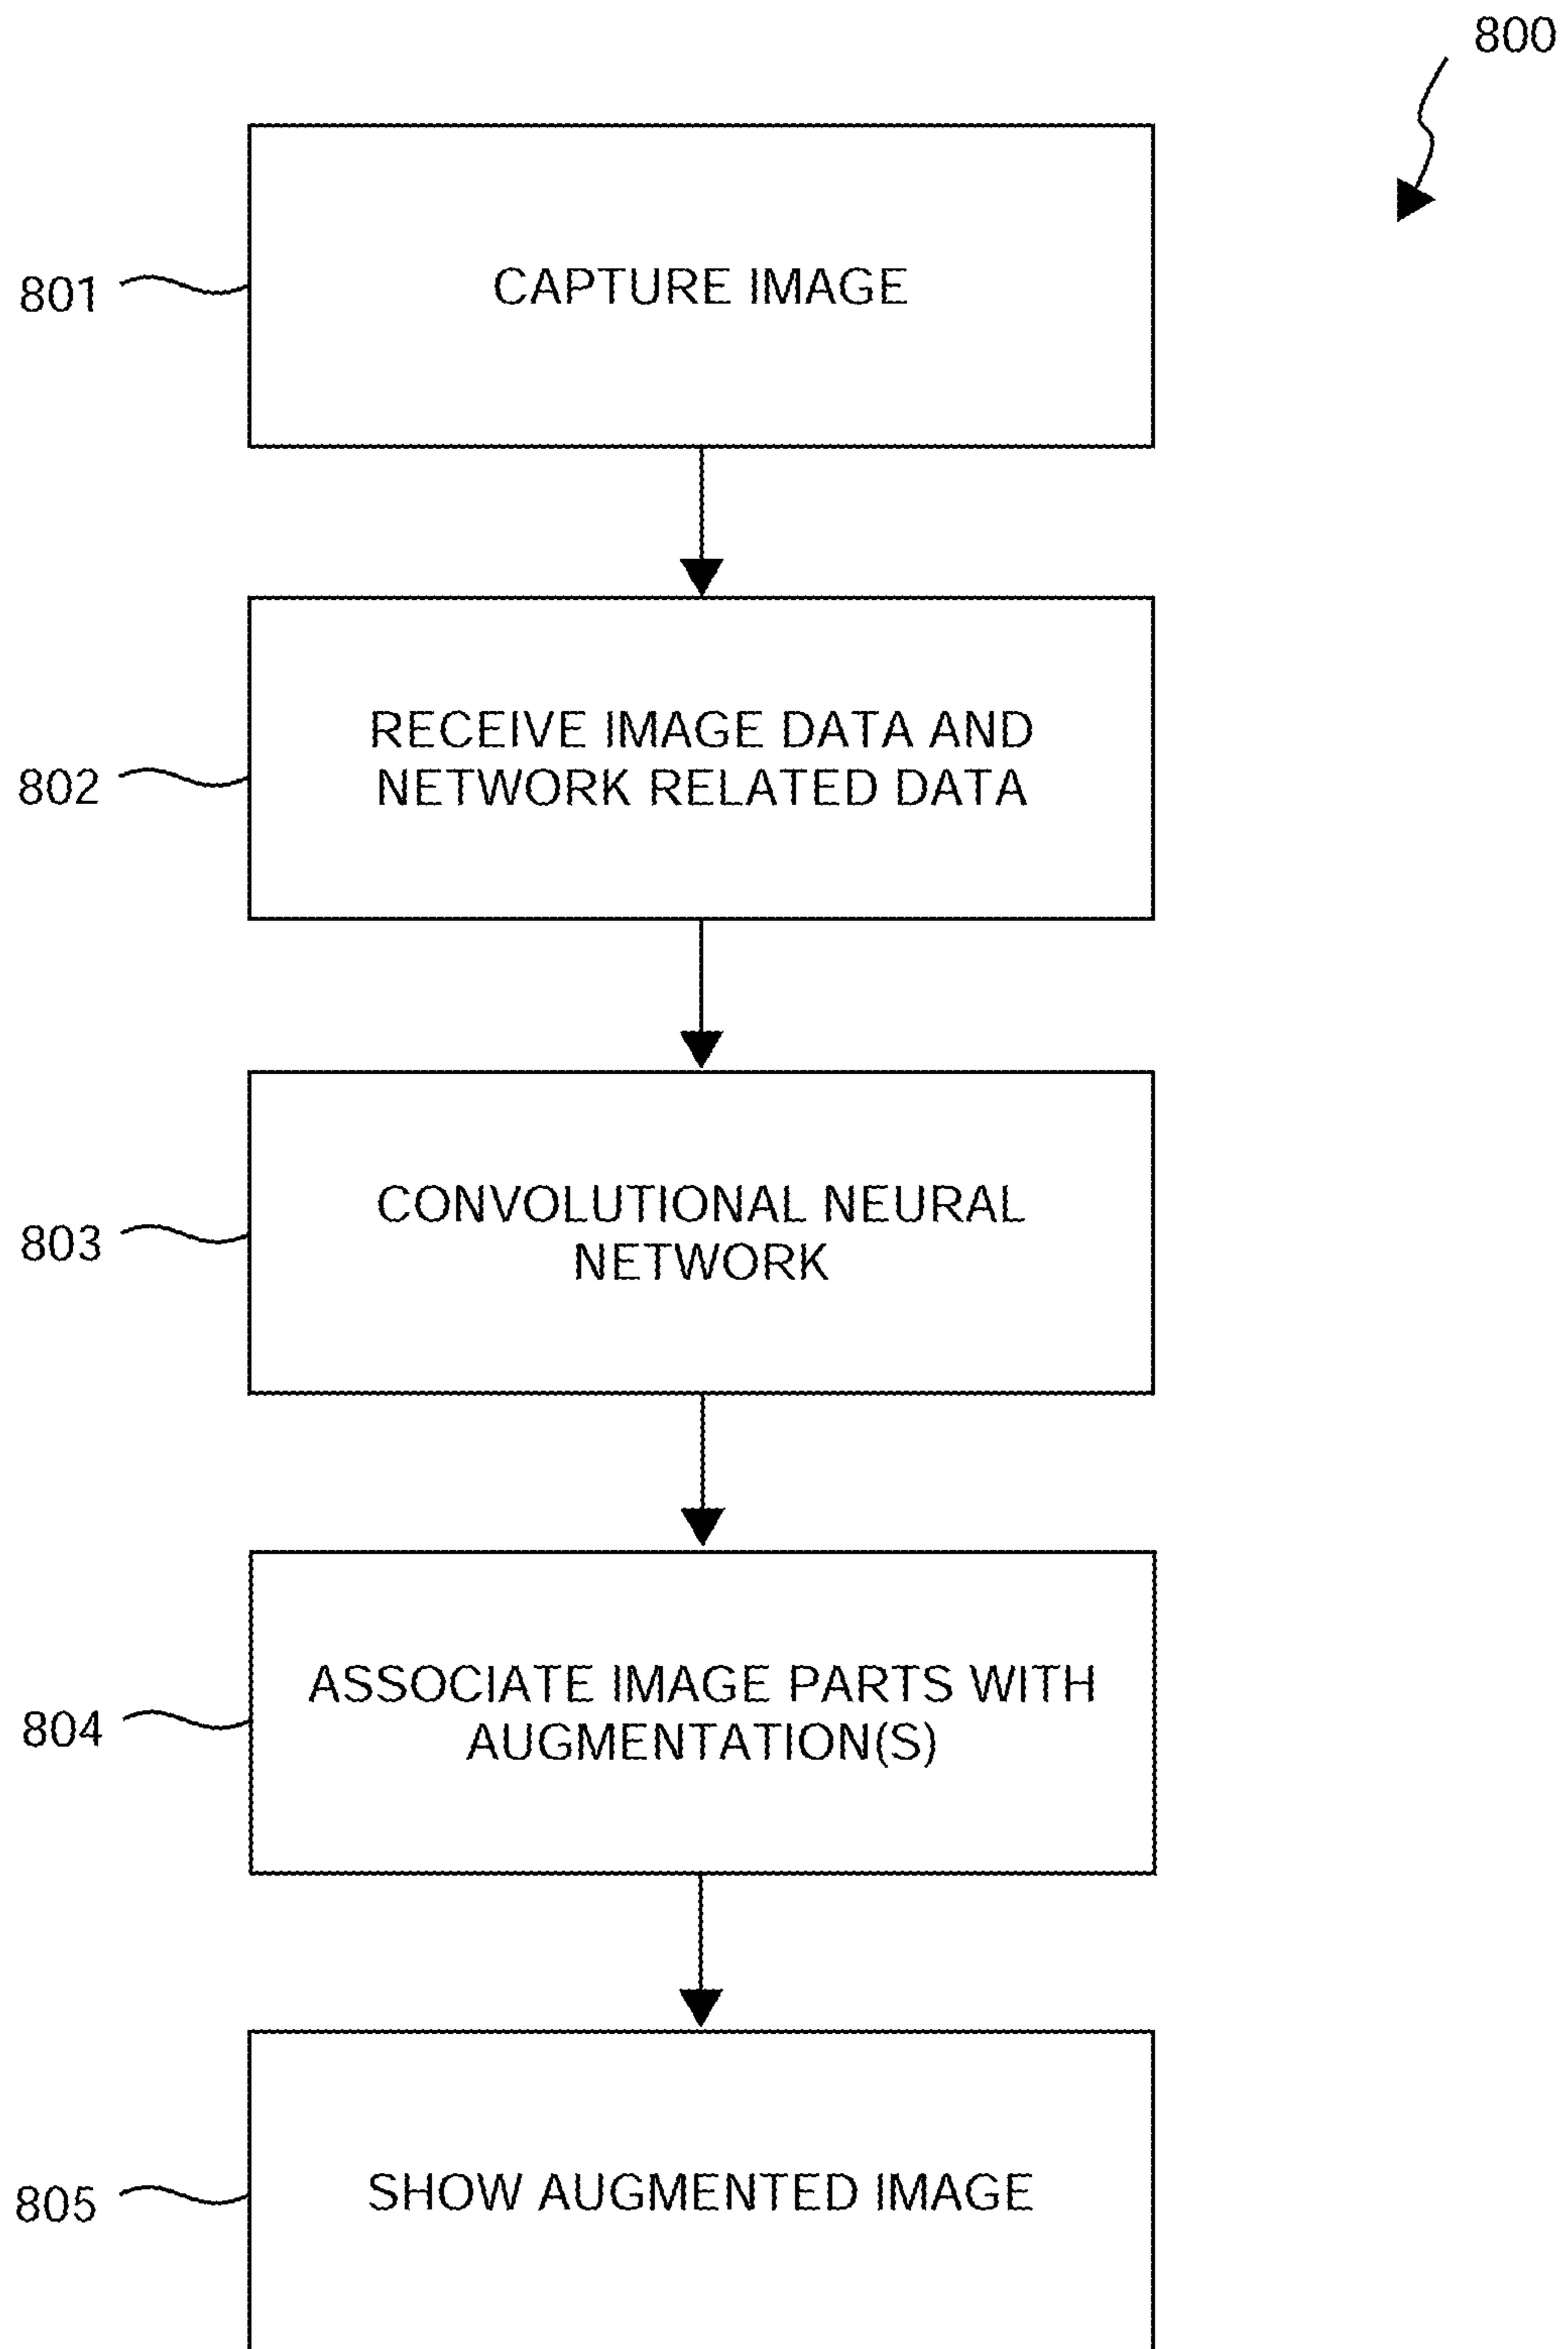 800
801
CAPTURE IMAGE
802
RECEIVE IMAGE DATA AND
NETWORK RELATED DATA
803
CONVOLUTIONAL NEURAL
NETWORK
804
ASSOCIATE IMAGE PARTS WITH
AUGMENTATION(S)
805
SHOW AUGMENTED IMAGE